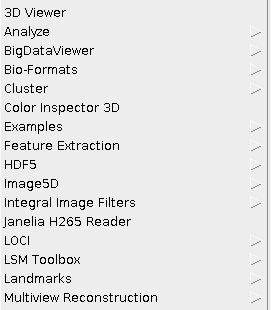 3D Viewer
Analyze
BigDataViewer
Bio-Formats
Cluster
Color Inspector 3D
Examples
Feature Extraction
HDF5
Image5D
Integral Image Filters
Janelia H265 Reader
LOCI
LSM Toolbox
Landmarks
Multiview Reconstruction